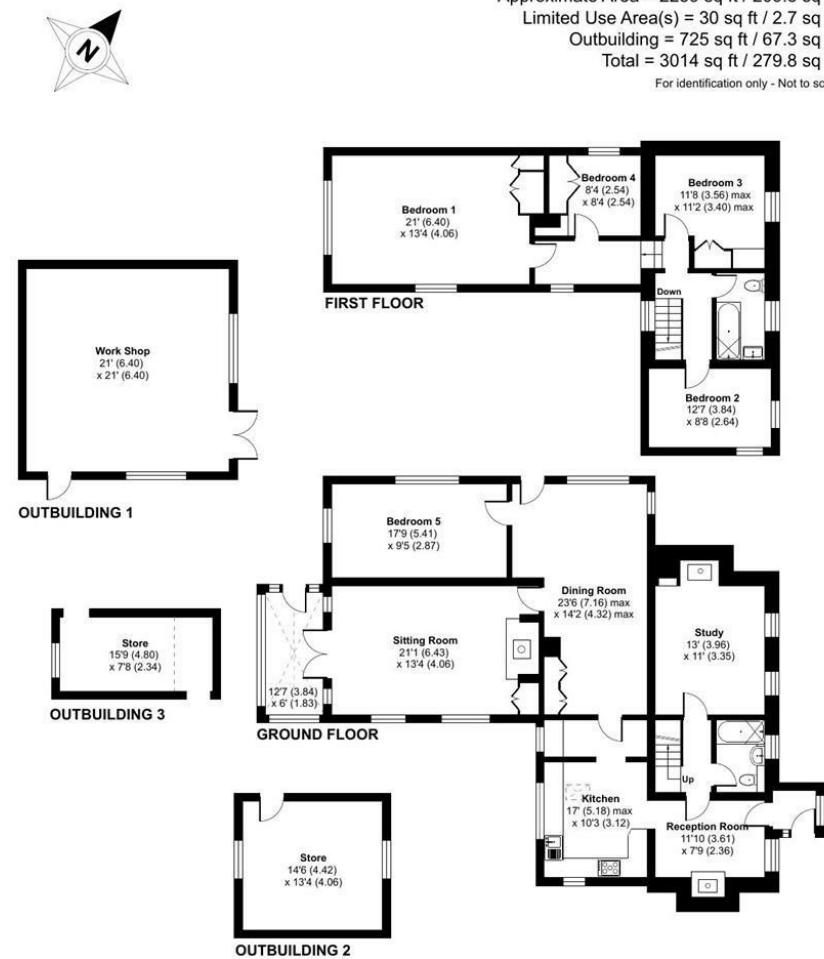 N
Limited Use Area(s) = 30 sq ft / 2.7 sq
Outbuilding = 725 sq ft / 67.3 sq
Total = 3014 sq ft / 279.8 sq
For identification only - Not to sc
Bedroom 1
21' (6.40)
x 13'4 (4.06)
Bedroom 4
8'4 (2.54)
x 8'4 (2.54)
Bedroom 3
11'8 (3.56) max
x 11'2 (3.40) max
Down
Bedroom 2
12'7 (3.84)
x 8'8 (2.64)
FIRST FLOOR
Work Shop
21' (6.40)
x 21' (6.40)
OUTBUILDING 1
Bedroom 5
17'9 (5.41)
x 9'5 (2.87)
Dining Room
23'6 (7.16) max
x 14'2 (4.32) max
Sitting Room
21'1 (6.43)
x 13'4 (4.06)
Study
13' (3.96)
x 11' (3.35)
12'7 (3.84)
x 6' (1.83)
GROUND FLOOR
Up
Kitchen
17' (5.18) max
x 10'3 (3.12)
Reception Room
11'10 (3.61)
x 7'9 (2.36)
Store
15'9 (4.80)
x 7'8 (2.34)
OUTBUILDING 3
Store
14'6 (4.42)
x 13'4 (4.06)
OUTBUILDING 2